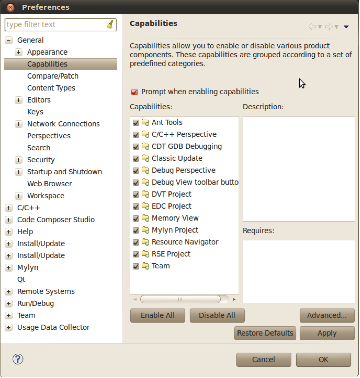 Preferences
type filter text
General
Appearance
Capabilities
Compare/Patch
Content Types
Editors
Keys
Network Connections
Perspectives
Search
Security
Startup and Shutdown
Web Browser
Workspace
C/C++
Code Composer Studio
Help
Install/Update
Install/Update
Mylyn
Qt
Remote Systems
Run/Debug
Team
Usage Data Collector
Capabilities
Capabilities allow you to enable or disable various product
components. These capabilities are grouped according to a set of
predefined categories.
Prompt when enabling capabilities
Capabilities:
Ant Tools
C/C++ Perspective
CDT GDB Debugging
Classic Update
Debug Perspective
Debug View toolbar butto
DVT Project
EDC Project
Memory View
Mylyn Project
Resource Navigator
RSE Project
Team
Description:
Requires:
Enable All
Disable All
Advanced...
Restore Defaults
Apply
Cancel
OK